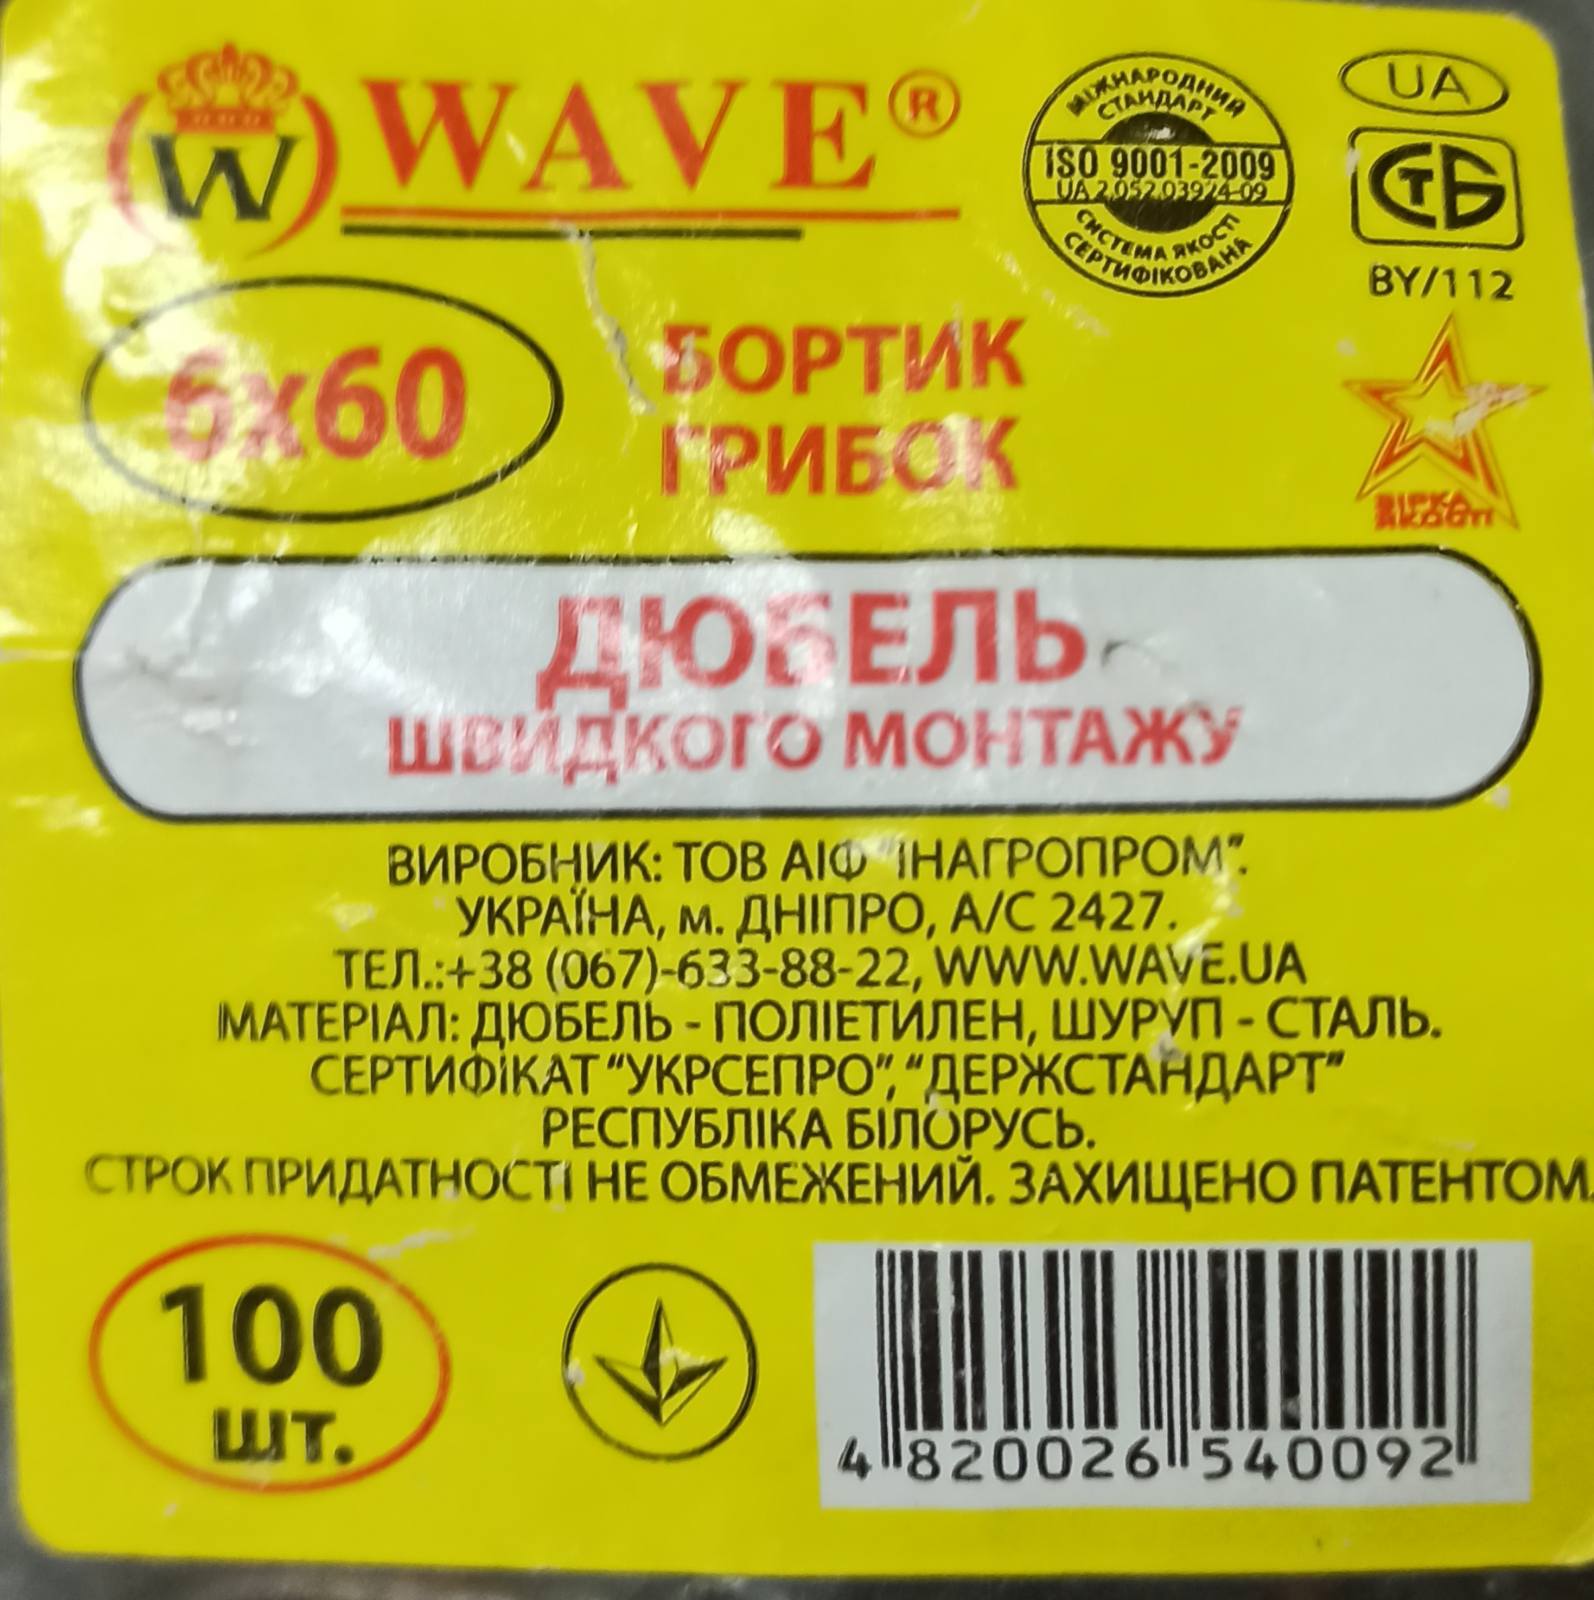 W WAVE®
МІЖНАРОДНИЙ
СТАНДАРТ
ISO 9001-2009
UA 2.052.03924-09
СИСТЕМА ЯКОСТІ
СЕРТИФІКОВАНА
UA
СТБ
BY/112
6х60
БОРТИК
ГРИБОК
ЗІРКА
ЯКОСТІ
ДЮБЕЛЬ
ШВИДКОГО МОНТАЖУ
ВИРОБНИК: ТОВ АІФ "ІНАГРОПРОМ".
УКРАЇНА, м. ДНІПРО, А/С 2427.
ТЕЛ.:+38 (067)-633-88-22, WWW.WAVE.UA
МАТЕРІАЛ: ДЮБЕЛЬ - ПОЛІЕТИЛЕН, ШУРУП - СТАЛЬ.
СЕРТИФІКАТ "УКРСЕПРО", "ДЕРЖСТАНДАРТ"
РЕСПУБЛІКА БІЛОРУСЬ.
СТРОК ПРИДАТНОСТІ НЕ ОБМЕЖЕНИЙ. ЗАХИЩЕНО ПАТЕНТОМ.
100
шт.
4 820026 540092